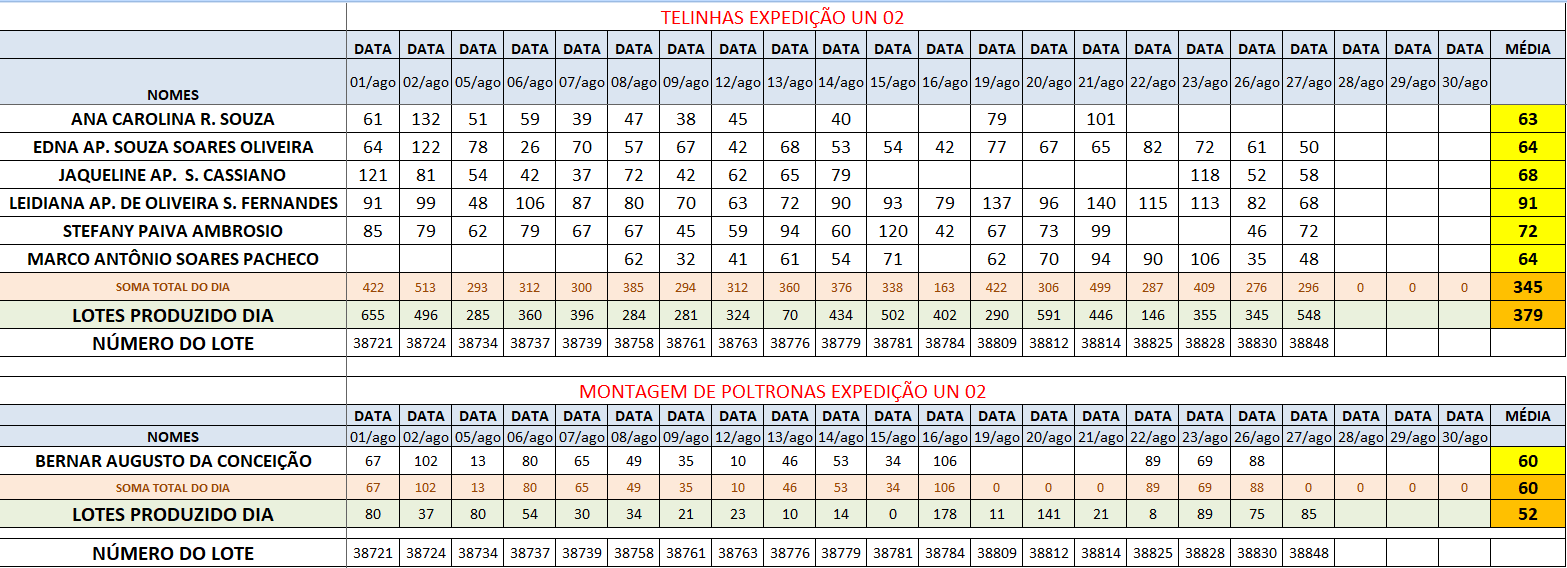 TELINHAS EXPEDIÇÃO UN 02
DATA DATA DATA DATA DATA DATA DATA DATA DATA DATA DATA DATA DATA DATA DATA DATA DATA DATA DATA DATA DATA DATA MÉDIA
NOMES 01/ago 02/ago 05/ago 06/ago 07/ago 08/ago 09/ago 12/ago 13/ago 14/ago 15/ago 16/ago 19/ago 20/ago 21/ago 22/ago 23/ago 26/ago 27/ago 28/ago 29/ago 30/ago
ANA CAROLINA R. SOUZA 61 132 51 59 39 47 38 45 40 79 101 63
EDNA AP. SOUZA SOARES OLIVEIRA 64 122 78 26 70 57 67 42 68 53 54 42 77 67 65 82 72 61 50 64
JAQUELINE AP. S. CASSIANO 121 81 54 42 37 72 42 62 65 79 118 52 58 68
LEIDIANA AP. DE OLIVEIRA S. FERNANDES 91 99 48 106 87 80 70 63 72 90 93 79 137 96 140 115 113 82 68 91
STEFANY PAIVA AMBROSIO 85 79 62 79 67 67 45 59 94 60 120 42 67 73 99 46 72 72
MARCO ANTÔNIO SOARES PACHECO 62 32 41 61 54 71 62 70 94 90 106 35 48 64
SOMA TOTAL DO DIA 422 513 293 312 300 385 294 312 360 376 338 163 422 306 499 287 409 276 296 0 0 0 345
LOTES PRODUZIDO DIA 655 496 285 360 396 284 281 324 70 434 502 402 290 591 446 146 355 345 548 379
NÚMERO DO LOTE 38721 38724 38734 38737 38739 38758 38761 38763 38776 38779 38781 38784 38809 38812 38814 38825 38828 38830 38848
MONTAGEM DE POLTRONAS EXPEDIÇÃO UN 02
DATA DATA DATA DATA DATA DATA DATA DATA DATA DATA DATA DATA DATA DATA DATA DATA DATA DATA DATA DATA DATA DATA MÉDIA
NOMES 01/ago 02/ago 05/ago 06/ago 07/ago 08/ago 09/ago 12/ago 13/ago 14/ago 15/ago 16/ago 19/ago 20/ago 21/ago 22/ago 23/ago 26/ago 27/ago 28/ago 29/ago 30/ago
BERNAR AUGUSTO DA CONCEIÇÃO 67 102 13 80 65 49 35 10 46 53 34 106 89 69 88 60
SOMA TOTAL DO DIA 67 102 13 80 65 49 35 10 46 53 34 106 0 0 0 89 69 88 0 0 0 0 60
LOTES PRODUZIDO DIA 80 37 80 54 30 34 21 23 10 14 0 178 11 141 21 8 89 75 85 52
NÚMERO DO LOTE 38721 38724 38734 38737 38739 38758 38761 38763 38776 38779 38781 38784 38809 38812 38814 38825 38828 38830 38848